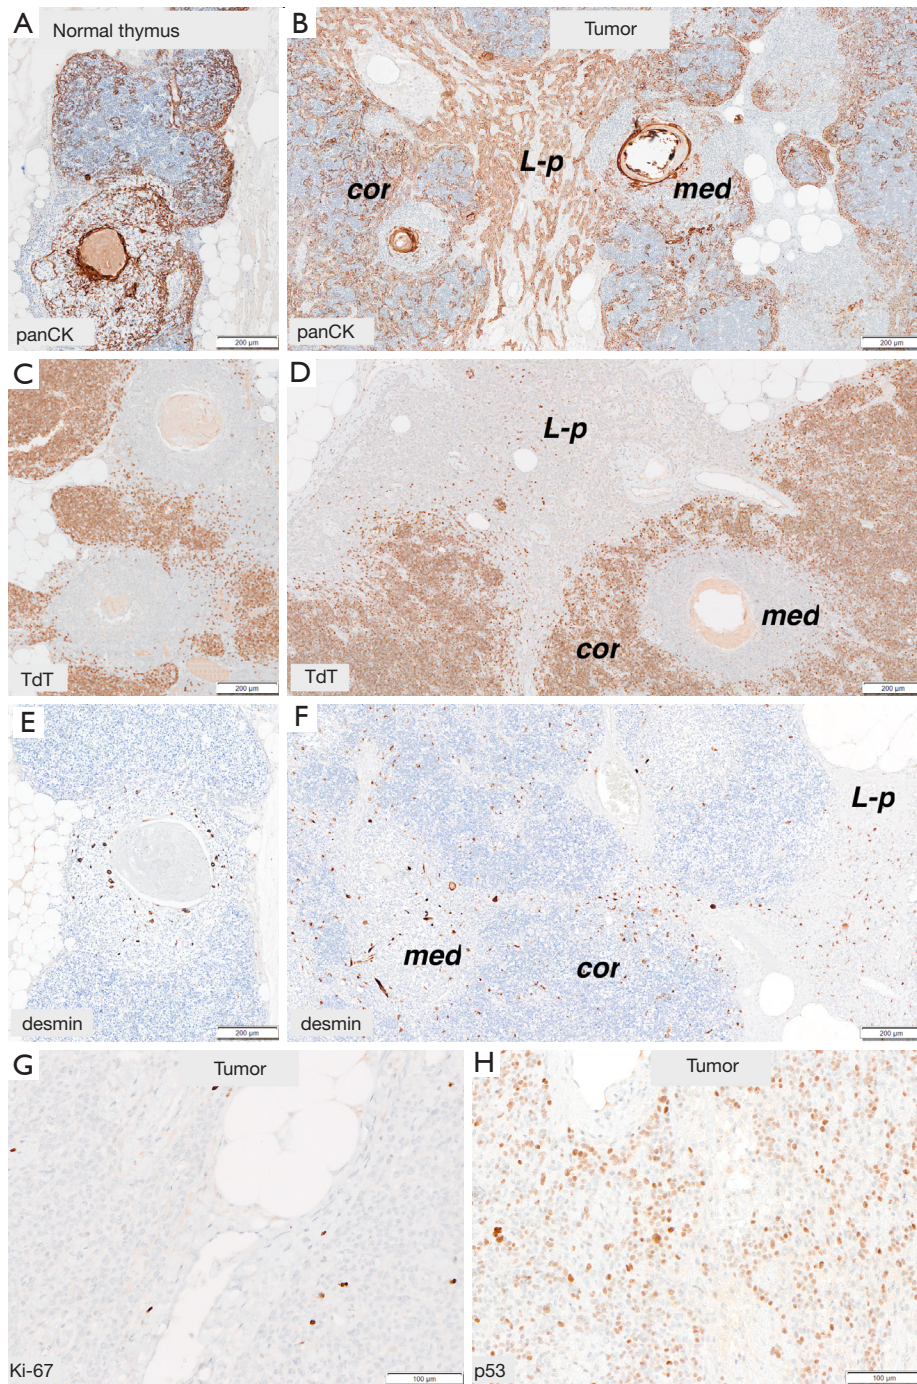 A
Normal thymus
panCK
200 µm
B
Tumor
cor
L-p
med
panCK
200 µm
C
TdT
200 µm
D
L-p
med
cor
TdT
200 µm
E
desmin
200 µm
F
L-p
med
cor
desmin
200 µm
G
Tumor
Ki-67
100 µm
H
Tumor
p53
100 µm